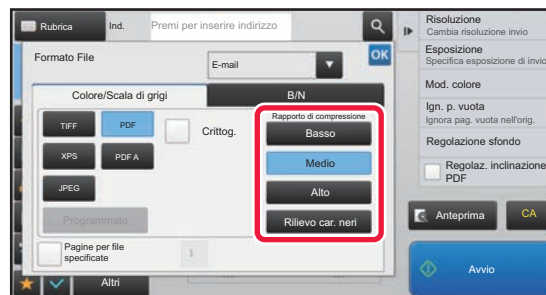 Rubrica
Ind.
Premi per inserire indirizzo
Formato File
E-mail
OK
Colore/Scala di grigi
B/N
TIFF
PDF
Crittog.
XPS
PDF A
JPEG
Programmato
Rapporto di compressione
Basso
Medio
Alto
Rilievo car. neri
Pagine per file
specificate
1
Altri
Risoluzione
Cambia risoluzione invio
Esposizione
Specifica esposizione di invio
Mod. colore
Ign. p. vuota
Ignora pag. vuota nell'orig.
Regolazione sfondo
Regolaz. inclinazione
PDF
Anteprima
CA
Avvio